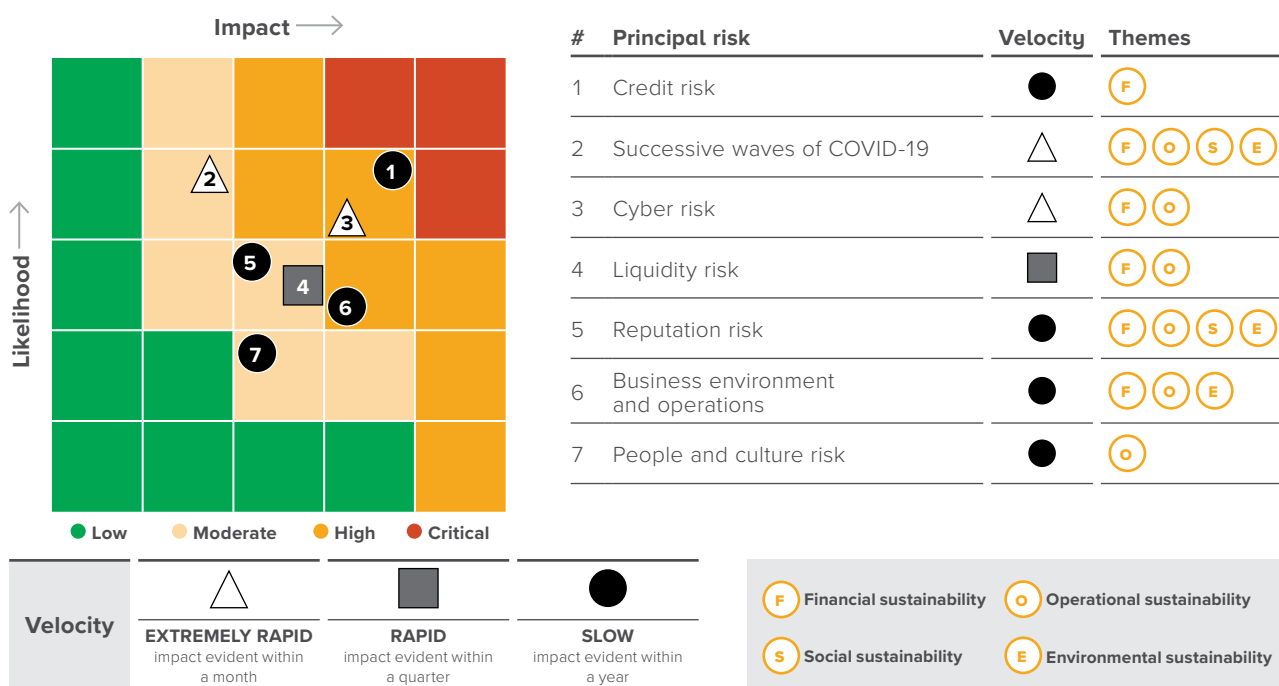 Impact
Likelihood
1
2
3
5
4
6
7
Low Moderate High Critical
# Principal risk Velocity Themes
1 Credit risk F
2 Successive waves of COVID-19 F O S E
3 Cyber risk F O
4 Liquidity risk F O
5 Reputation risk F O S E
Business environment
6 F O E
and operations
7 People and culture risk O
Velocity
EXTREMELY RAPID
impact evident within
a month
RAPID
impact evident within
a quarter
SLOW
impact evident within
a year
F Financial sustainability
O Operational sustainability
S Social sustainability
E Environmental sustainability